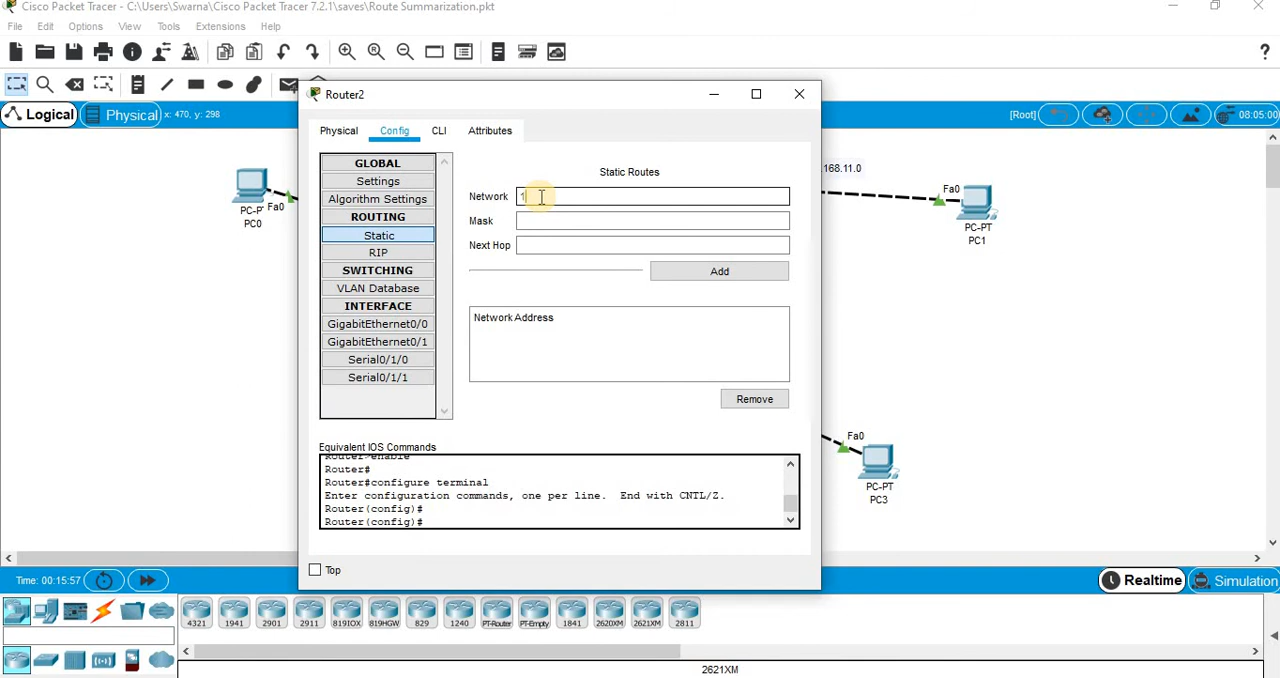 Cisco Packet Tracer - C:\Users\Swarna\Cisco Packet Tracer 7.2.1\saves\Route Summarization.pkt
File Edit Options View Tools Extensions Help
?
Logical Physical x: 470, y: 298 [Root] 08:05:00
Router2
Physical Config CLI Attributes
GLOBAL
Settings
Algorithm Settings
ROUTING
Static
RIP
SWITCHING
VLAN Database
INTERFACE
GigabitEthernet0/0
GigabitEthernet0/1
Serial0/1/0
Serial0/1/1
Static Routes
Network 1
Mask
Next Hop
Add
Network Address
Remove
Equivalent IOS Commands
Router>enable
Router#
Router#configure terminal
Enter configuration commands, one per line. End with CNTL/Z.
Router(config)#
Router(config)#
Top
Fa0
PC0
.168.11.0
Fa0
PC-PT
PC1
Fa0
PC-PT
PC3
Time: 00:15:57 Realtime Simulation
4321 1941 2901 2911 819IOX 819HGW 829 1240 PT-Router PT-Empty 1841 2620XM 2621XM 2811
2621XM